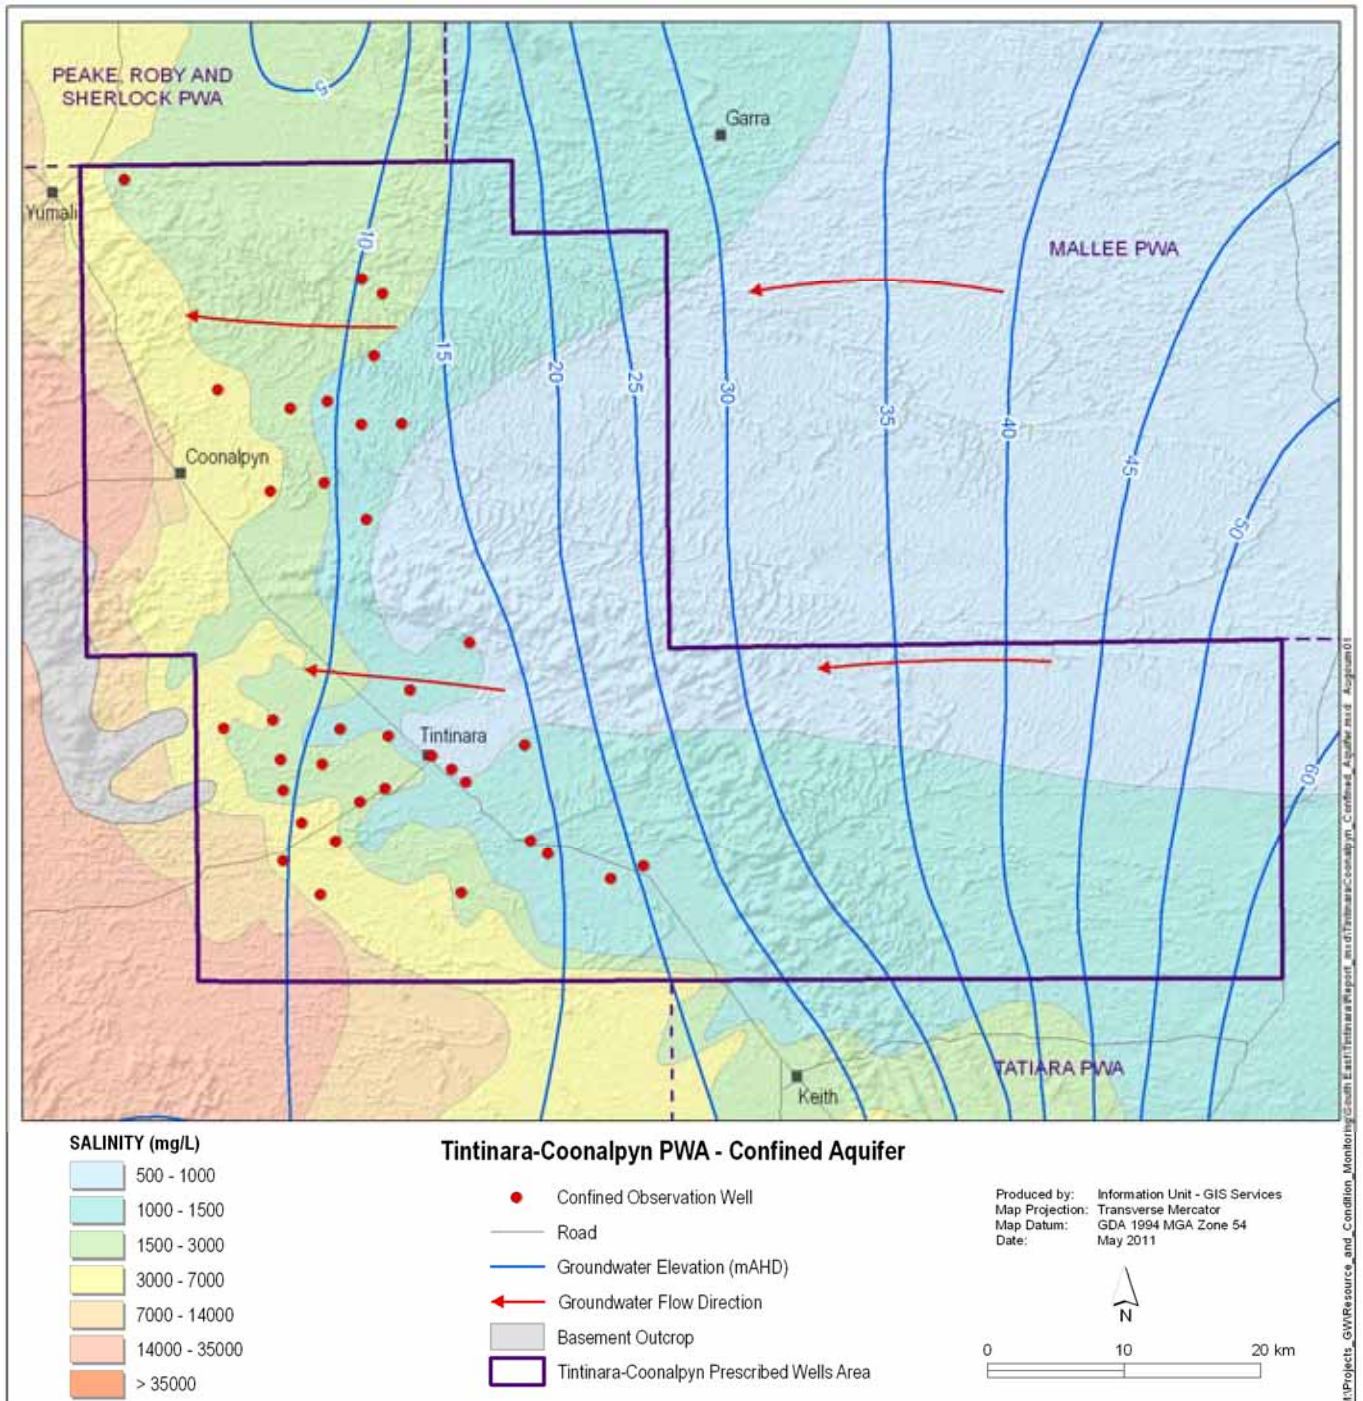 PEAKE, ROBY AND
SHERLOCK PWA
5
Garra
Yumali
10
MALLEE PWA
15
20
25
30
35
40
45
50
Coonalpyn
Tintinara
60
TATIARA PWA
Keith
SALINITY (mg/L)
500 - 1000
1000 - 1500
1500 - 3000
3000 - 7000
7000 - 14000
14000 - 35000
> 35000
Tintinara-Coonalpyn PWA - Confined Aquifer
Confined Observation Well
Road
Groundwater Elevation (mAHD)
Groundwater Flow Direction
Basement Outcrop
Tintinara-Coonalpyn Prescribed Wells Area
Produced by: Information Unit - GIS Services
Map Projection: Transverse Mercator
Map Datum: GDA 1994 MGA Zone 54
Date: May 2011
N
0 10 20 km